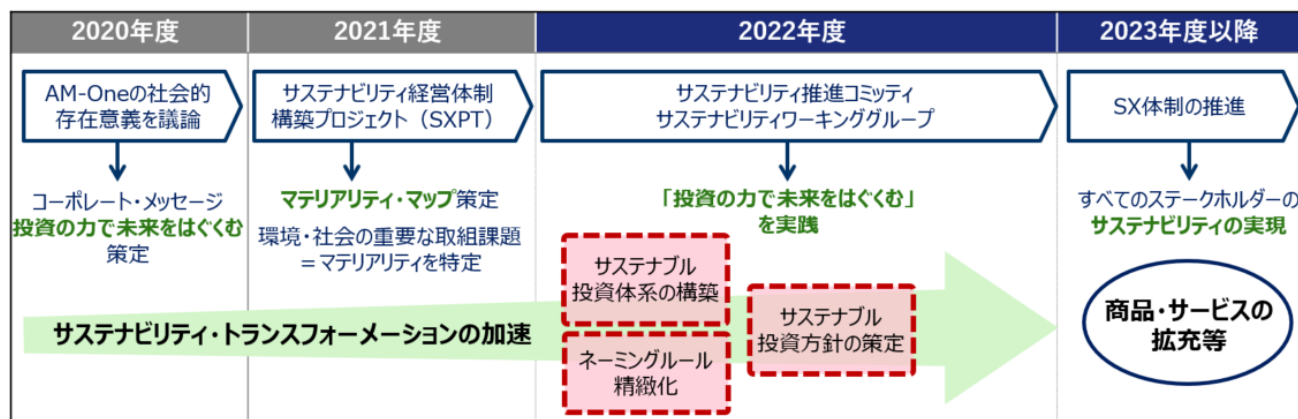 2020年度
2021年度
2022年度
2023年度以降
AM-Oneの社会的
存在意義を議論
サステナビリティ経営体制
構築プロジェクト（SXPT）
サステナビリティ推進コミッティ
サステナビリティワーキンググループ
SX体制の推進
コーポレート・メッセージ
投資の力で未来をはぐくむ
策定
マテリアリティ・マップ策定
環境・社会の重要な取組課題
＝マテリアリティを特定
「投資の力で未来をはぐくむ」
を実践
すべてのステークホルダーの
サステナビリティの実現
サステナビリティ・トランスフォーメーションの加速
サステナブル
投資体系の構築
ネーミングルール
精緻化
サステナブル
投資方針の策定
商品・サービスの
拡充等